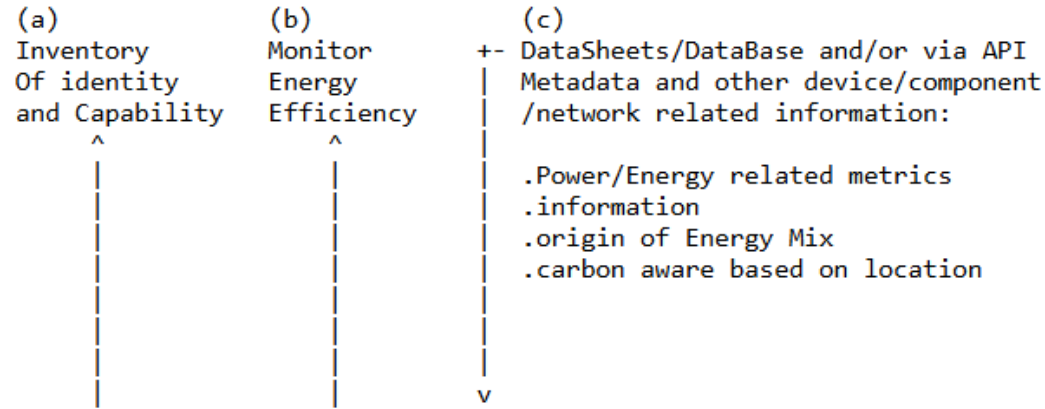 (a) (b) (c)
Inventory Monitor +- DataSheets/DataBase and/or via API
Of identity Energy | Metadata and other device/component
and Capability Efficiency | /network related information:
^ ^ |
| | | .Power/Energy related metrics
| | | .information
| | | .origin of Energy Mix
| | | .carbon aware based on location
| | |
| | |
| | |
| | v